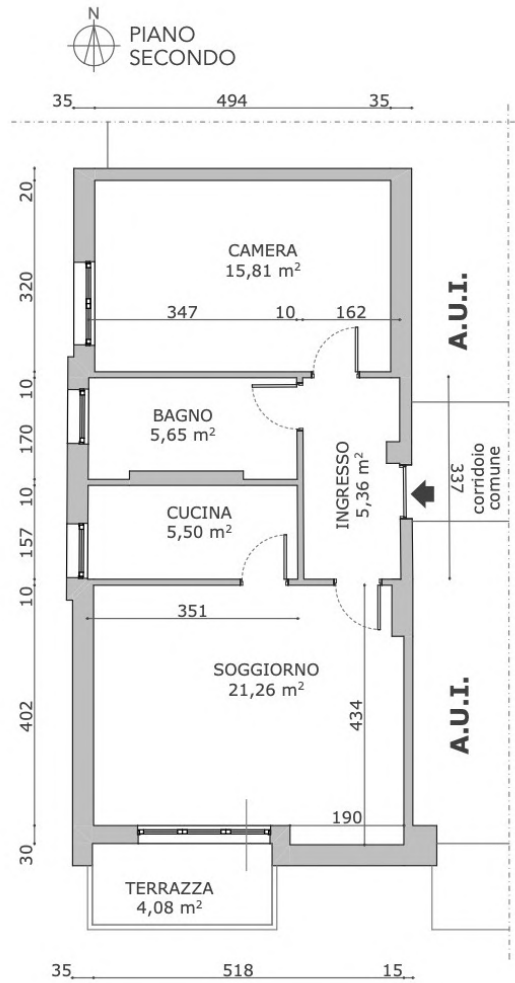 N
PIANO
SECONDO
35 494 35
20
320
10
170
10
157
10
402
30
CAMERA
15,81 m²
347 10 162
A.U.I.
BAGNO
5,65 m²
INGRESSO
5,36 m²
337
corridoio
comune
CUCINA
5,50 m²
351
SOGGIORNO
21,26 m²
434
A.U.I.
190
TERRAZZA
4,08 m²
35 518 15